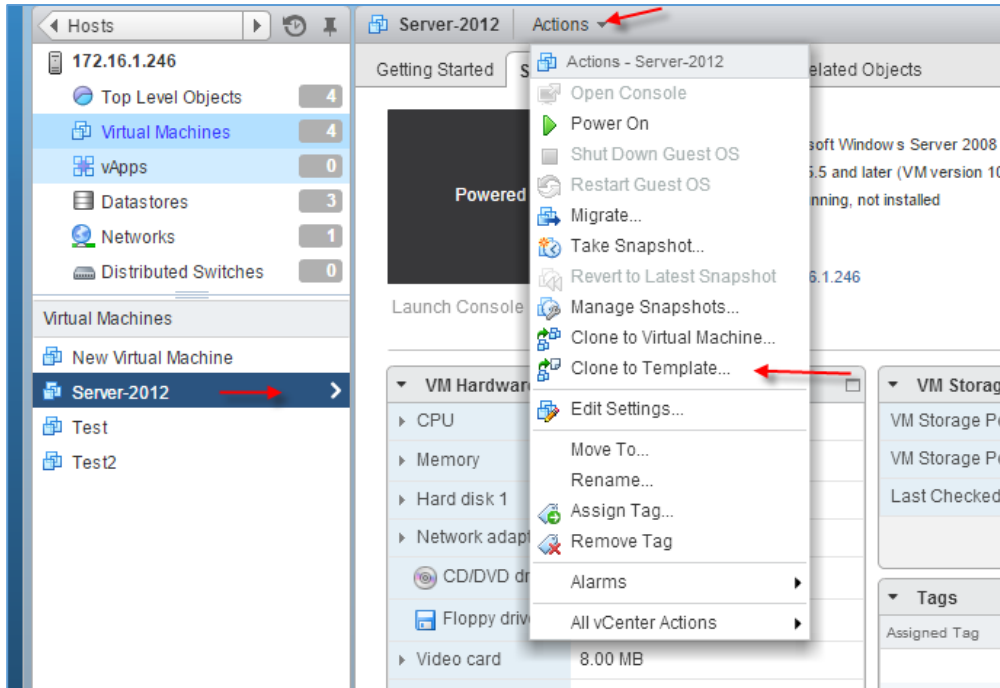 Hosts
172.16.1.246
Top Level Objects 4
Virtual Machines 4
vApps 0
Datastores 3
Networks 1
Distributed Switches 0
Virtual Machines
New Virtual Machine
Server-2012
Test
Test2
Server-2012 Actions
Getting Started S elated Objects
Actions - Server-2012
Open Console
Power On
Shut Down Guest OS
Restart Guest OS
Migrate...
Take Snapshot...
Revert to Latest Snapshot
Manage Snapshots...
Clone to Virtual Machine...
Clone to Template...
Edit Settings...
Move To...
Rename...
Assign Tag...
Remove Tag
Alarms
All vCenter Actions
Powered
Launch Console
soft Windows Server 2008
5.5 and later (VM version 10
nning, not installed
6.1.246
VM Hardwar
CPU
Memory
Hard disk 1
Network adapt
CD/DVD dr
Floppy driv
Video card 8.00 MB
VM Storag
VM Storage Po
VM Storage Po
Last Checked
Tags
Assigned Tag